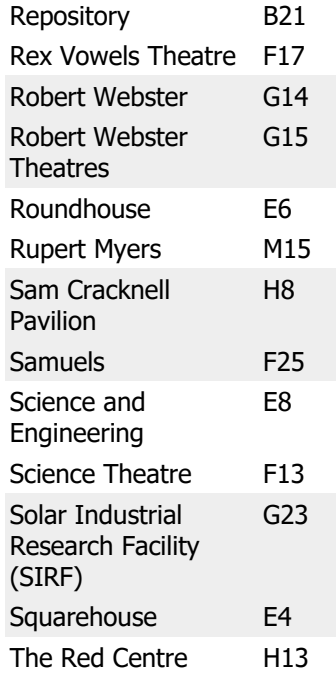 Repository B21
Rex Vowels Theatre F17
Robert Webster G14
Robert Webster G15
Theatres
Roundhouse E6
Rupert Myers M15
Sam Cracknell H8
Pavilion
Samuels F25
Science and E8
Engineering
Science Theatre F13
Solar Industrial G23
Research Facility
(SIRF)
Squarehouse E4
The Red Centre H13